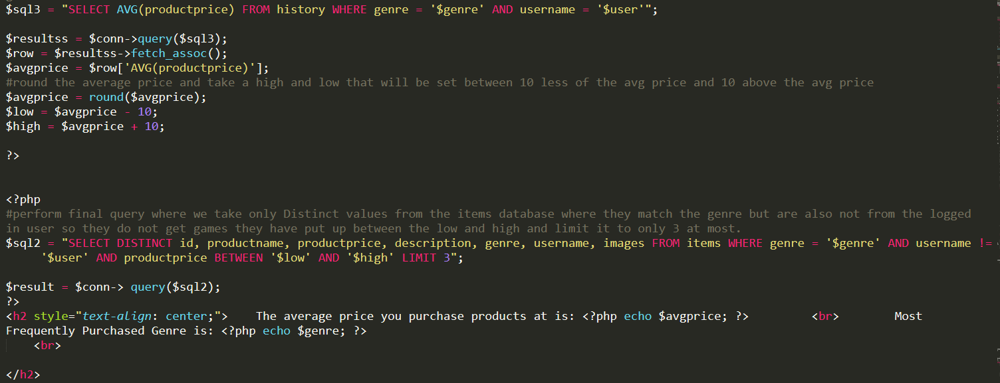 $sql3 = "SELECT AVG(productprice) FROM history WHERE genre = '$genre' AND username = '$user'";
$resultss = $conn->query($sql3);
$row = $resultss->fetch_assoc();
$avgprice = $row['AVG(productprice)'];
#round the average price and take a high and low that will be set between 10 less of the avg price and 10 above the avg price
$avgprice = round($avgprice);
$low = $avgprice - 10;
$high = $avgprice + 10;
?>
<?php
#perform final query where we take only Distinct values from the items database where they match the genre but are also not from the logged
in user so they do not get games they have put up between the low and high and limit it to only 3 at most.
$sql2 = "SELECT DISTINCT id, productname, productprice, description, genre, username, images FROM items WHERE genre = '$genre' AND username !=
'$user' AND productprice BETWEEN '$low' AND '$high' LIMIT 3";
$result = $conn-> query($sql2);
?>
<h2 style="text-align: center;">    The average price you purchase products at is: <?php echo $avgprice; ?>         <br>        Most
Frequently Purchased Genre is: <?php echo $genre; ?>
<br>
</h2>